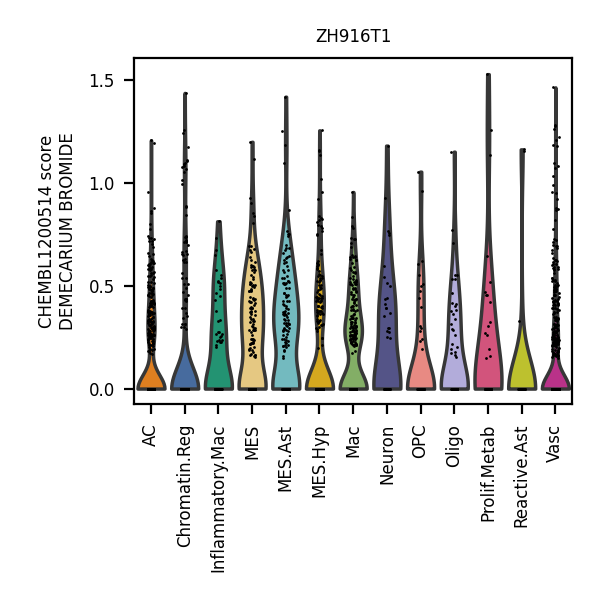 ZH916T1
CHEMBL1200514 score
DEMECARIUM BROMIDE
1.5
1.0
0.5
0.0
AC
Chromatin.Reg
Inflammatory.Mac
MES
MES.Ast
MES.Hyp
Mac
Neuron
OPC
Oligo
Prolif.Metab
Reactive.Ast
Vasc